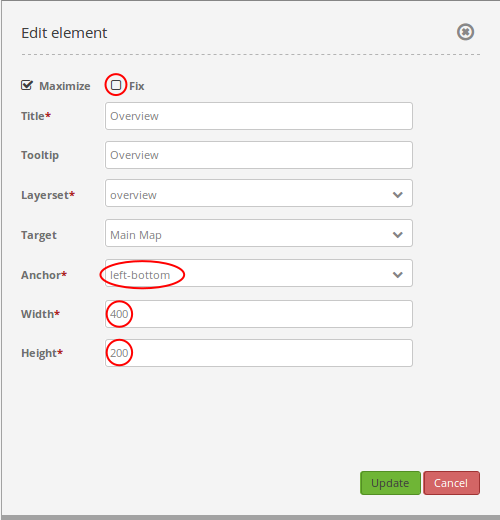 Edit element
Maximize Fix
Title* Overview
Tooltip Overview
Layerset* overview
Target Main Map
Anchor* left-bottom
Width* 400
Height* 200
Update Cancel